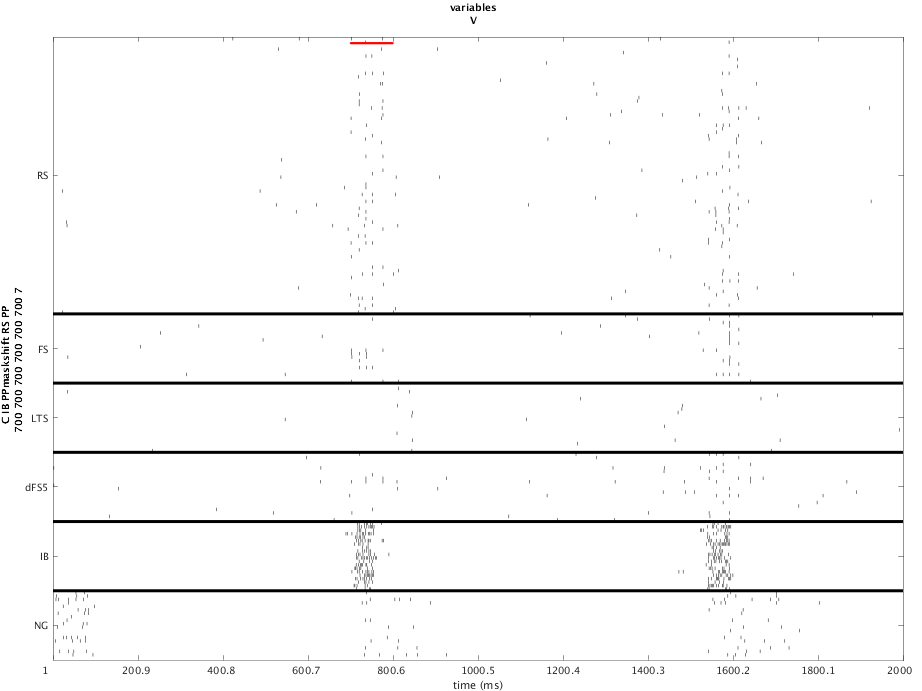 variables
V
C IB PPmaskshift RS PP
700 700 700 700 700 700 700 7
RS
FS
LTS
dFS5
IB
NG
1 200.9 400.8 600.7 800.6 1000.5 1200.4 1400.3 1600.2 1800.1 2000
time (ms)